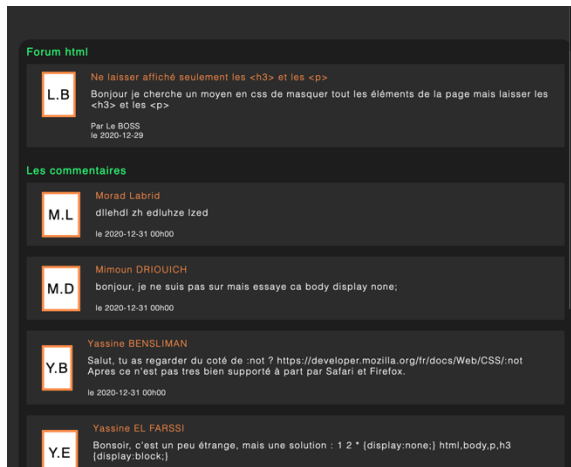 Forum html
L.B
Ne laisser affiché seulement les <h3> et les <p>
Bonjour je cherche un moyen en css de masquer tout les éléments de la page mais laisser les
<h3> et les <p>
Par Le BOSS
le 2020-12-29
Les commentaires
M.L
Morad Labrid
dllehdl zh edluhze lzed
le 2020-12-31 00h00
M.D
Mimoun DRIOUICH
bonjour, je ne suis pas sur mais essaye ca body display none;
le 2020-12-31 00h00
Y.B
Yassine BENSLIMAN
Salut, tu as regarder du coté de :not ? https://developer.mozilla.org/fr/docs/Web/CSS/:not
Apres ce n'est pas tres bien supporté à part par Safari et Firefox.
le 2020-12-31 00h00
Y.E
Yassine EL FARSSI
Bonsoir, c'est un peu étrange, mais une solution : 1 2 * {display:none;} html,body,p,h3
{display:block;}